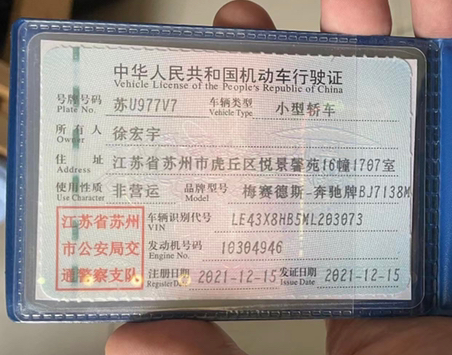 中华人民共和国机动车行驶证
Vehicle License of the People's Republic of China
号牌号码 苏U977V7 车辆类型 小型轿车
Plate No. Vehicle Type
所有人 徐宏宇
Owner
住址 江苏省苏州市虎丘区悦景馨苑16幢1707室
Address
使用性质 非营运 品牌型号 梅赛德斯-奔驰牌BJ7138M
Use Character Model
江苏省苏州 车辆识别代号 LE43X8HB5ML203073
VIN
市公安局交 发动机号码 10304946
Engine No.
通警察支队 注册日期 2021-12-15 发证日期 2021-12-15
Register Date Issue Date